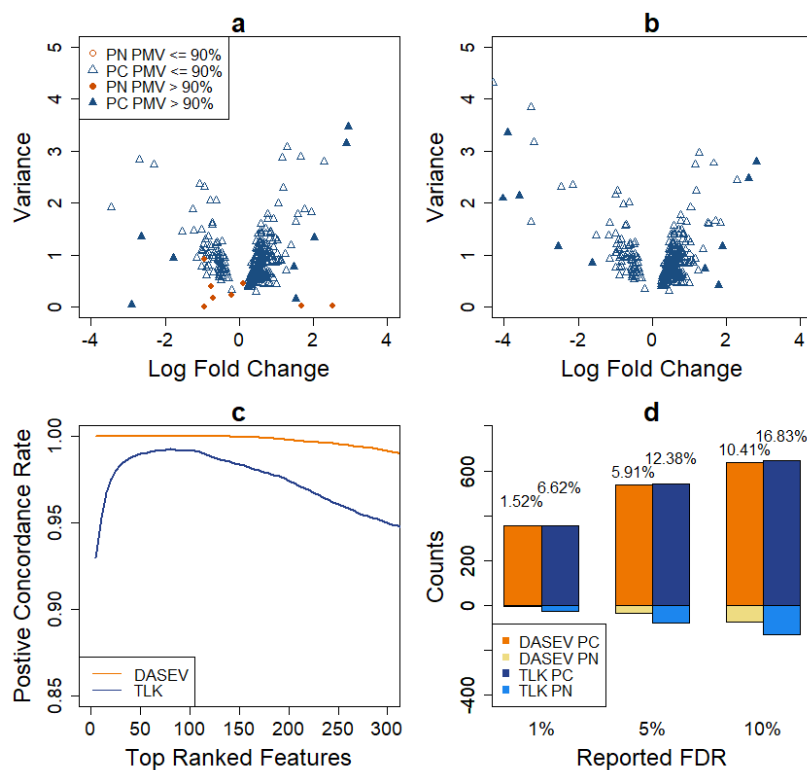 a
PN PMV <= 90%
PC PMV <= 90%
PN PMV > 90%
PC PMV > 90%
Variance
5
4
3
2
1
0
-4
-2
0
2
4
Log Fold Change
b
Variance
5
4
3
2
1
0
-4
-2
0
2
4
Log Fold Change
c
Postive Concordance Rate
1.00
0.95
0.90
0.85
DASEV
TLK
0
50
100
150
200
250
300
Top Ranked Features
d
Counts
600
200
0
-400
1.52%
6.62%
5.91%
12.38%
10.41%
16.83%
DASEV PC
DASEV PN
TLK PC
TLK PN
1%
5%
10%
Reported FDR